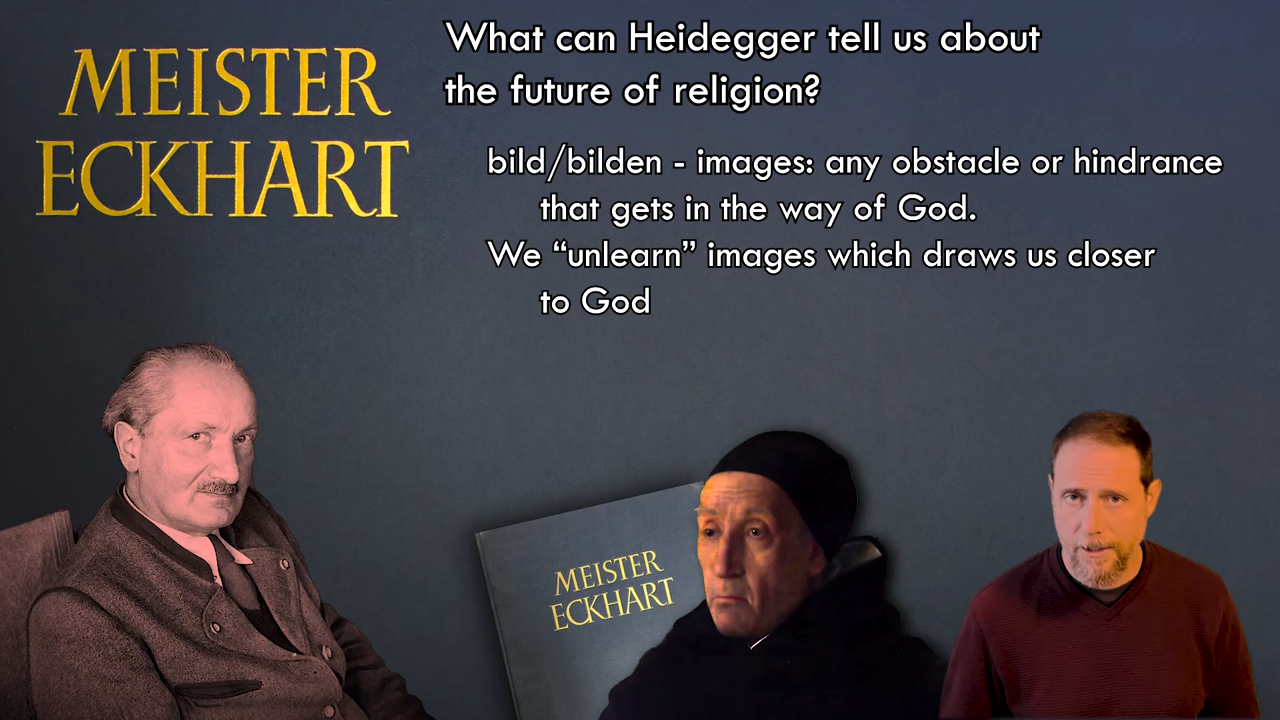 MEISTER
ECKHART
What can Heidegger tell us about
the future of religion?
bild/bilden - images: any obstacle or hindrance
that gets in the way of God.
We “unlearn” images which draws us closer
to God
MEISTER
ECKHART